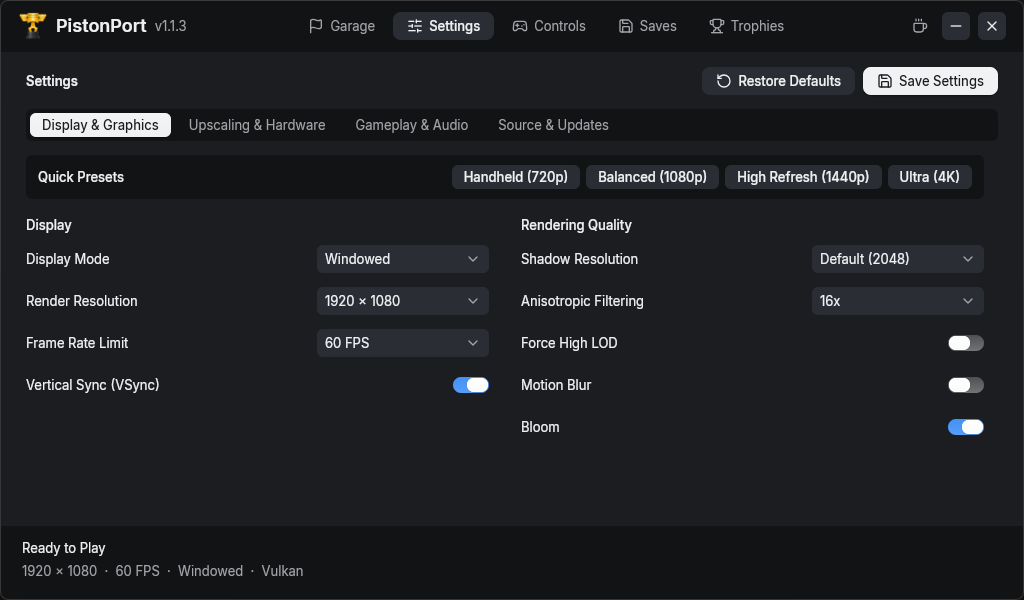 PistonPort v1.1.3 Garage Settings Controls Saves Trophies
Settings Restore Defaults Save Settings
Display & Graphics Upscaling & Hardware Gameplay & Audio Source & Updates
Quick Presets Handheld (720p) Balanced (1080p) High Refresh (1440p) Ultra (4K)
Display
Display Mode Windowed
Render Resolution 1920 × 1080
Frame Rate Limit 60 FPS
Vertical Sync (VSync)
Rendering Quality
Shadow Resolution Default (2048)
Anisotropic Filtering 16x
Force High LOD
Motion Blur
Bloom
Ready to Play
1920 × 1080 · 60 FPS · Windowed · Vulkan